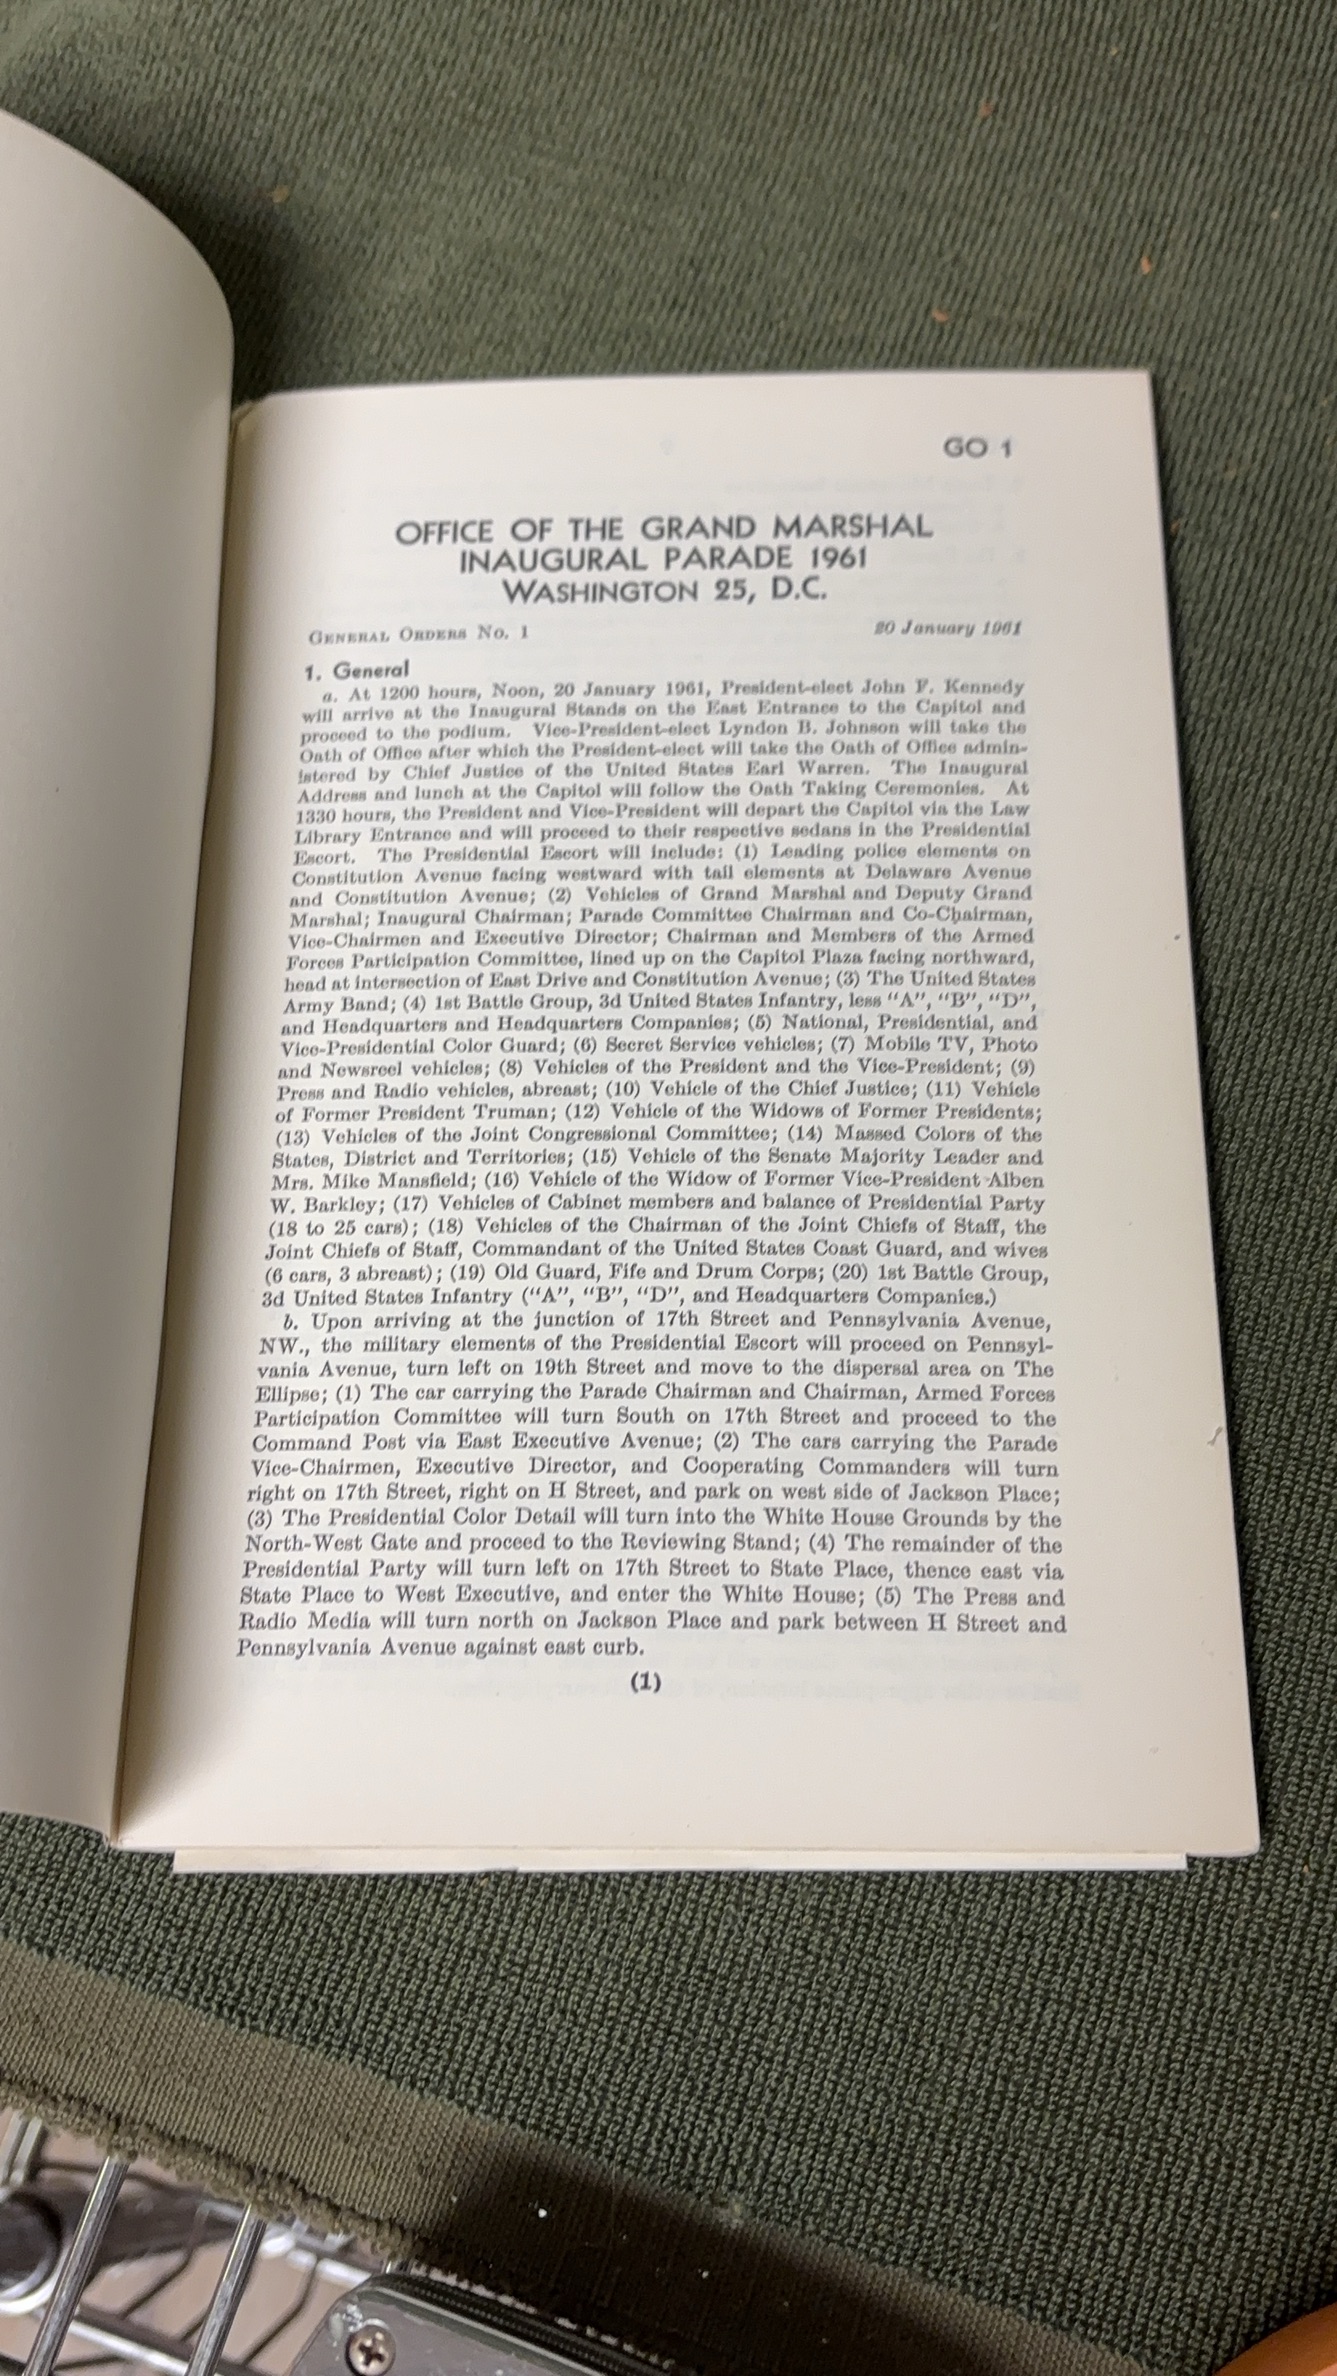 GO 1
OFFICE OF THE GRAND MARSHAL
INAUGURAL PARADE 1961
WASHINGTON 25, D.C.
GENERAL ORDERS No. 1 20 January 1961
1. General
a. At 1200 hours, Noon, 20 January 1961, President-elect John F. Kennedy
will arrive at the Inaugural Stands on the East Entrance to the Capitol and
proceed to the podium. Vice-President-elect Lyndon B. Johnson will take the
Oath of Office after which the President-elect will take the Oath of Office admin-
istered by Chief Justice of the United States Earl Warren. The Inaugural
Address and lunch at the Capitol will follow the Oath Taking Ceremonies. At
1330 hours, the President and Vice-President will depart the Capitol via the Law
Library Entrance and will proceed to their respective sedans in the Presidential
Escort. The Presidential Escort will include: (1) Leading police elements on
Constitution Avenue facing westward with tail elements at Delaware Avenue
and Constitution Avenue; (2) Vehicles of Grand Marshal and Deputy Grand
Marshal; Inaugural Chairman; Parade Committee Chairman and Co-Chairman,
Vice-Chairmen and Executive Director; Chairman and Members of the Armed
Forces Participation Committee, lined up on the Capitol Plaza facing northward,
head at intersection of East Drive and Constitution Avenue; (3) The United States
Army Band; (4) 1st Battle Group, 3d United States Infantry, less "A", "B", "D",
and Headquarters and Headquarters Companies; (5) National, Presidential, and
Vice-Presidential Color Guard; (6) Secret Service vehicles; (7) Mobile TV, Photo
and Newsreel vehicles; (8) Vehicles of the President and the Vice-President; (9)
Press and Radio vehicles, abreast; (10) Vehicle of the Chief Justice; (11) Vehicle
of Former President Truman; (12) Vehicle of the Widows of Former Presidents;
(13) Vehicles of the Joint Congressional Committee; (14) Massed Colors of the
States, District and Territories; (15) Vehicle of the Senate Majority Leader and
Mrs. Mike Mansfield; (16) Vehicle of the Widow of Former Vice-President Alben
W. Barkley; (17) Vehicles of Cabinet members and balance of Presidential Party
(18 to 25 cars); (18) Vehicles of the Chairman of the Joint Chiefs of Staff, the
Joint Chiefs of Staff, Commandant of the United States Coast Guard, and wives
(6 cars, 3 abreast); (19) Old Guard, Fife and Drum Corps; (20) 1st Battle Group,
3d United States Infantry ("A", "B", "D", and Headquarters Companies.)
b. Upon arriving at the junction of 17th Street and Pennsylvania Avenue,
NW., the military elements of the Presidential Escort will proceed on Pennsyl-
vania Avenue, turn left on 19th Street and move to the dispersal area on The
Ellipse; (1) The car carrying the Parade Chairman and Chairman, Armed Forces
Participation Committee will turn South on 17th Street and proceed to the
Command Post via East Executive Avenue; (2) The cars carrying the Parade
Vice-Chairmen, Executive Director, and Cooperating Commanders will turn
right on 17th Street, right on H Street, and park on west side of Jackson Place;
(3) The Presidential Color Detail will turn into the White House Grounds by the
North-West Gate and proceed to the Reviewing Stand; (4) The remainder of the
Presidential Party will turn left on 17th Street to State Place, thence east via
State Place to West Executive, and enter the White House; (5) The Press and
Radio Media will turn north on Jackson Place and park between H Street and
Pennsylvania Avenue against east curb.
(1)